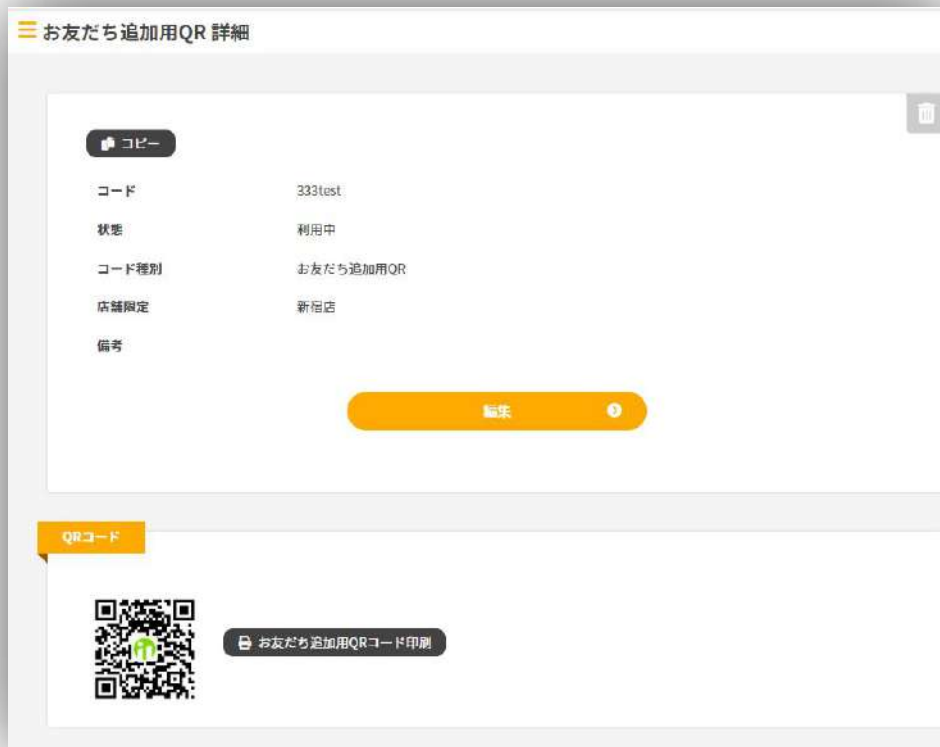 お友だち追加用QR 詳細
コピー
コード 333test
状態 利用中
コード種別 お友だち追加用QR
店舗限定 新宿店
備考
編集
QRコード
お友だち追加用QRコード印刷